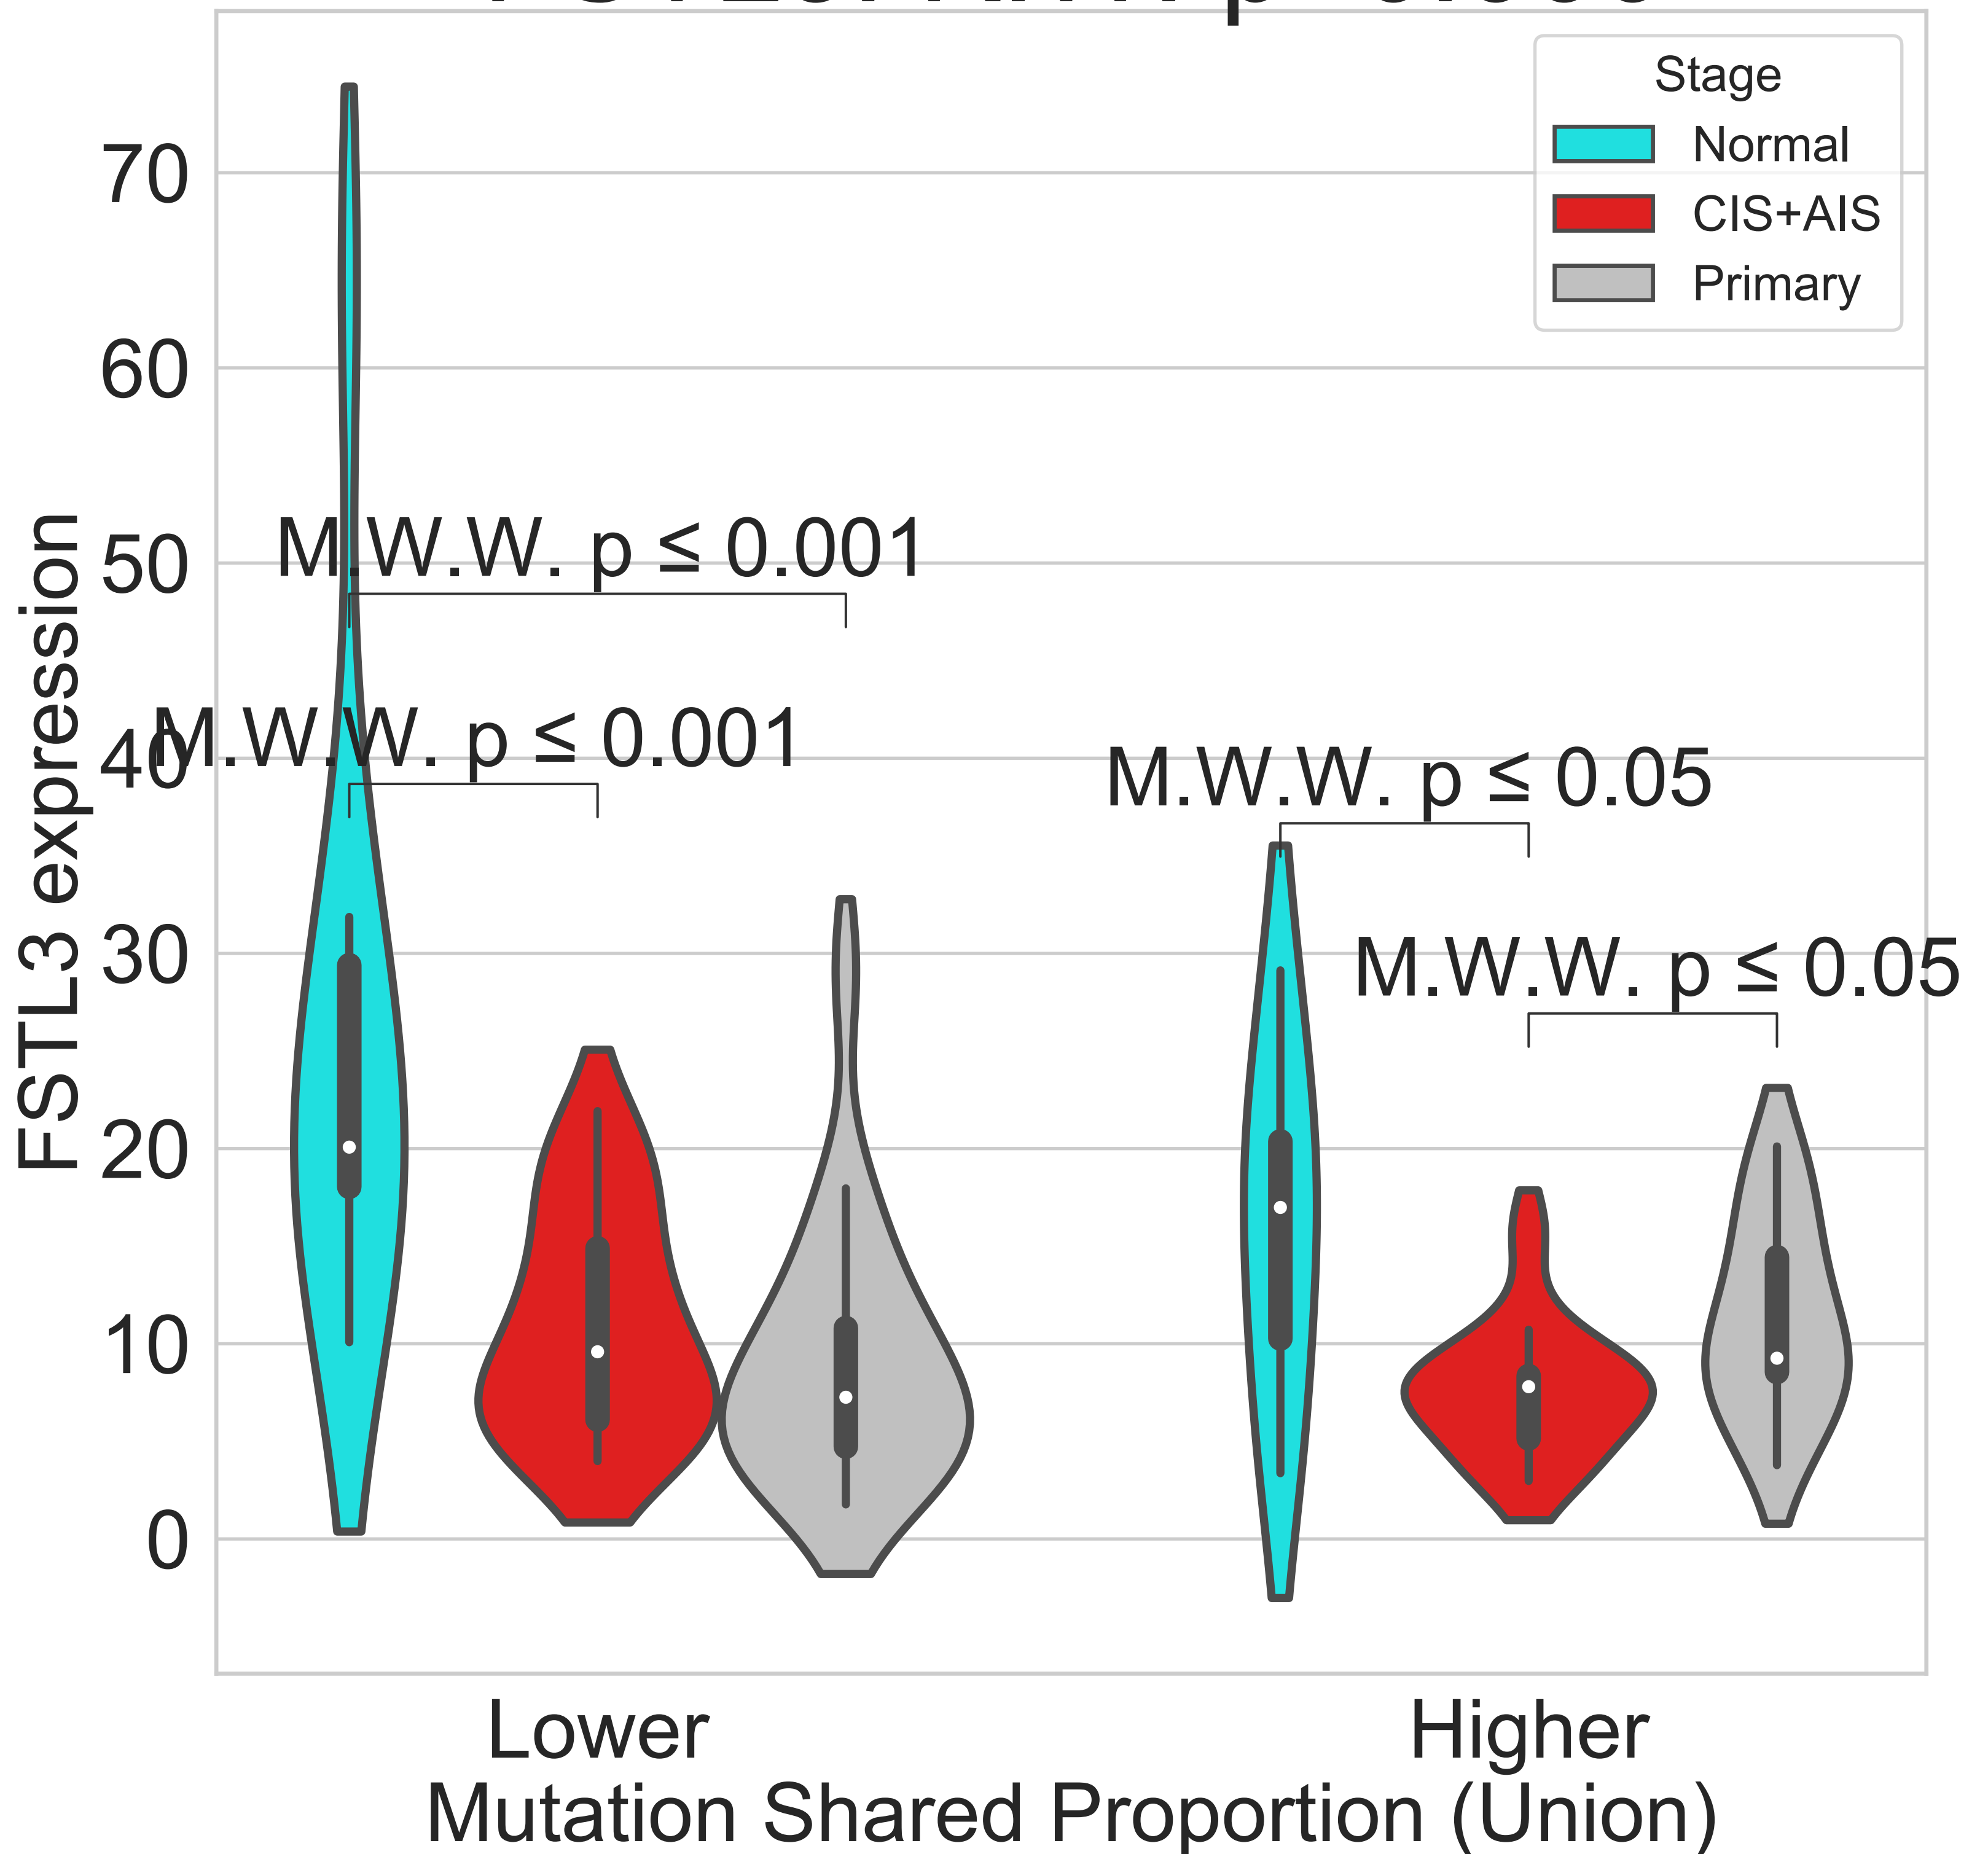 Stage
Normal
CIS+AIS
Primary
FSTL3 expression
70
60
50
40
30
20
10
0
M.W.W. p ≤ 0.001
M.W.W. p ≤ 0.001
M.W.W. p ≤ 0.05
M.W.W. p ≤ 0.05
Lower
Higher
Mutation Shared Proportion (Union)